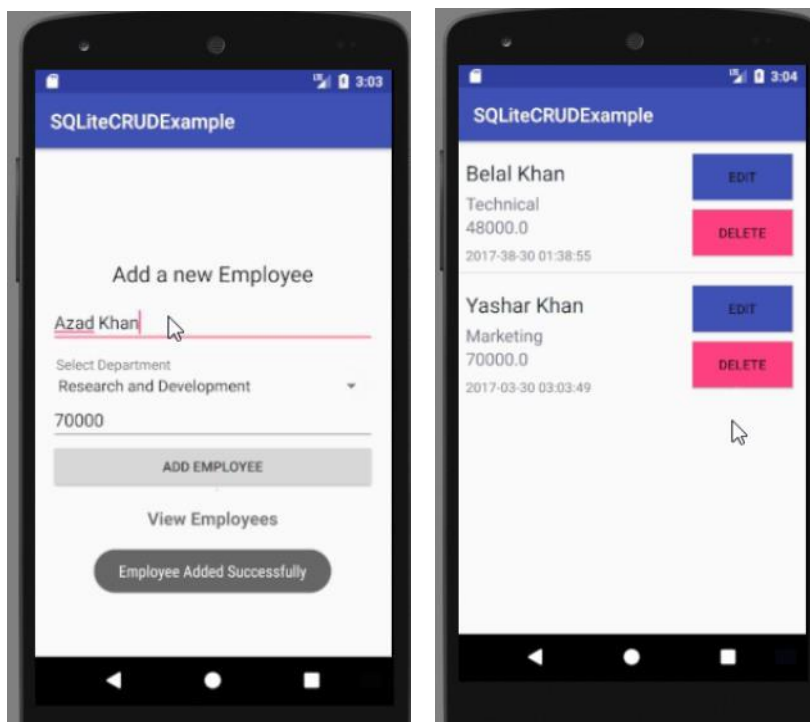 3:03
SQLiteCRUDExample
Add a new Employee
Azad Khan
Select Department
Research and Development
70000
ADD EMPLOYEE
View Employees
Employee Added Successfully
3:04
SQLiteCRUDExample
Belal Khan
EDIT
Technical
48000.0
DELETE
2017-38-30 01:38:55
Yashar Khan
EDIT
Marketing
70000.0
DELETE
2017-03-30 03:03:49